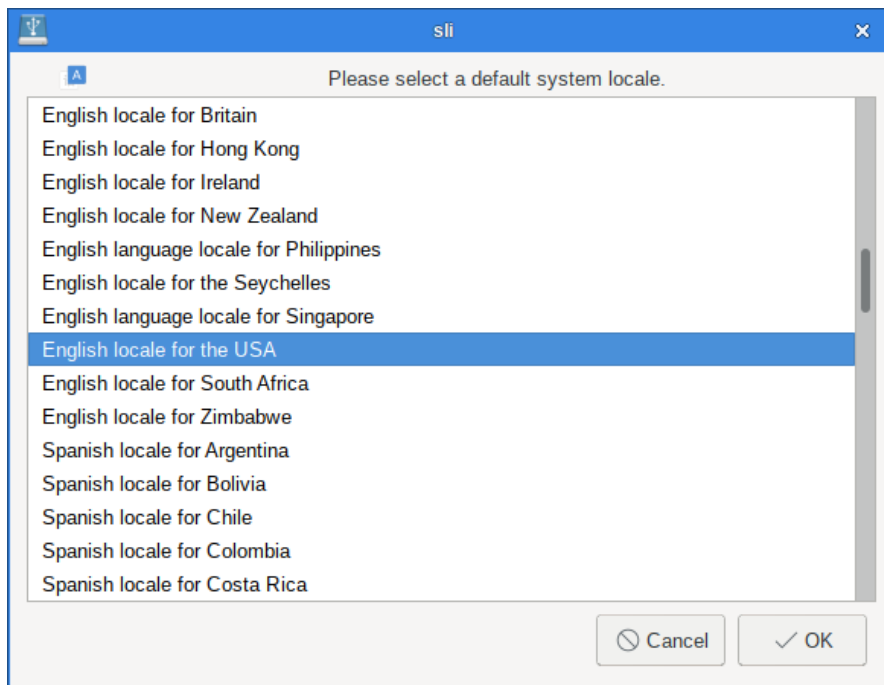 sli
A
Please select a default system locale.
English locale for Britain
English locale for Hong Kong
English locale for Ireland
English locale for New Zealand
English language locale for Philippines
English locale for the Seychelles
English language locale for Singapore
English locale for the USA
English locale for South Africa
English locale for Zimbabwe
Spanish locale for Argentina
Spanish locale for Bolivia
Spanish locale for Chile
Spanish locale for Colombia
Spanish locale for Costa Rica
Cancel OK